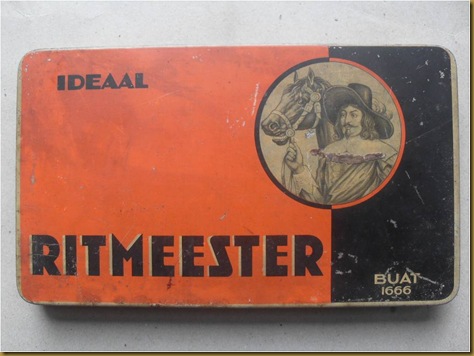 IDEAAL
RITMEESTER
BUAT
1666